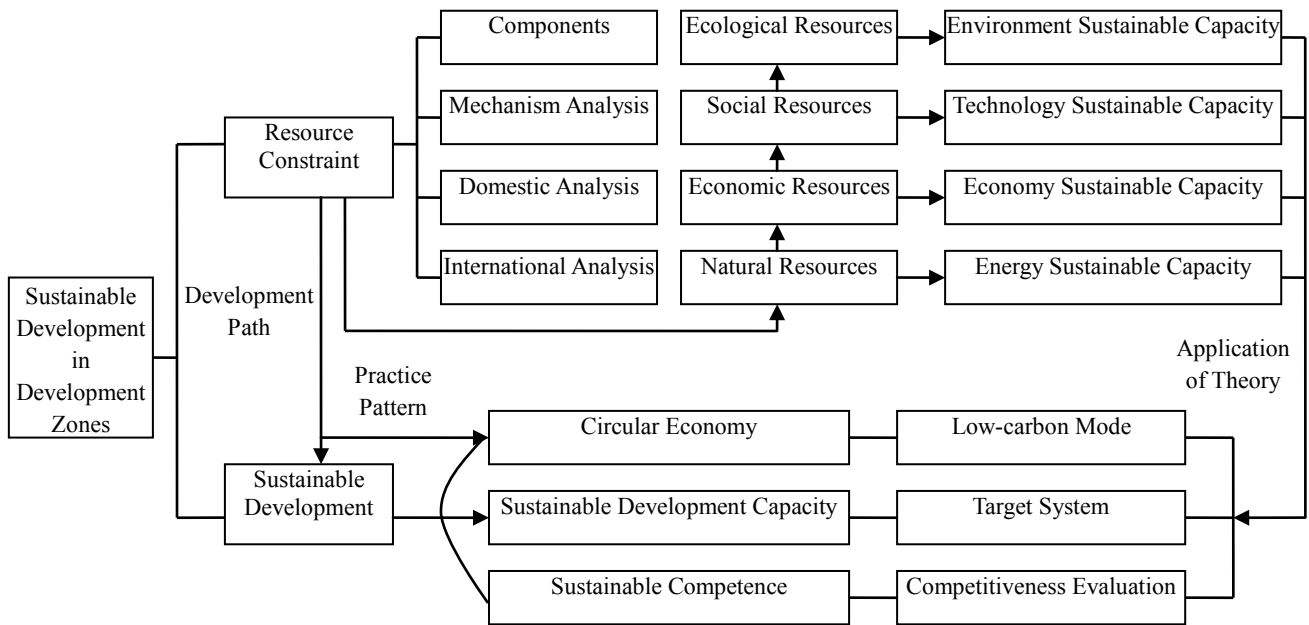 Components
Ecological Resources
Environment Sustainable Capacity
Mechanism Analysis
Social Resources
Technology Sustainable Capacity
Resource
Constraint
Domestic Analysis
Economic Resources
Economy Sustainable Capacity
International Analysis
Natural Resources
Energy Sustainable Capacity
Sustainable
Development
in
Development
Zones
Development
Path
Application
of Theory
Practice
Pattern
Circular Economy
Low-carbon Mode
Sustainable
Development
Sustainable Development Capacity
Target System
Sustainable Competence
Competitiveness Evaluation